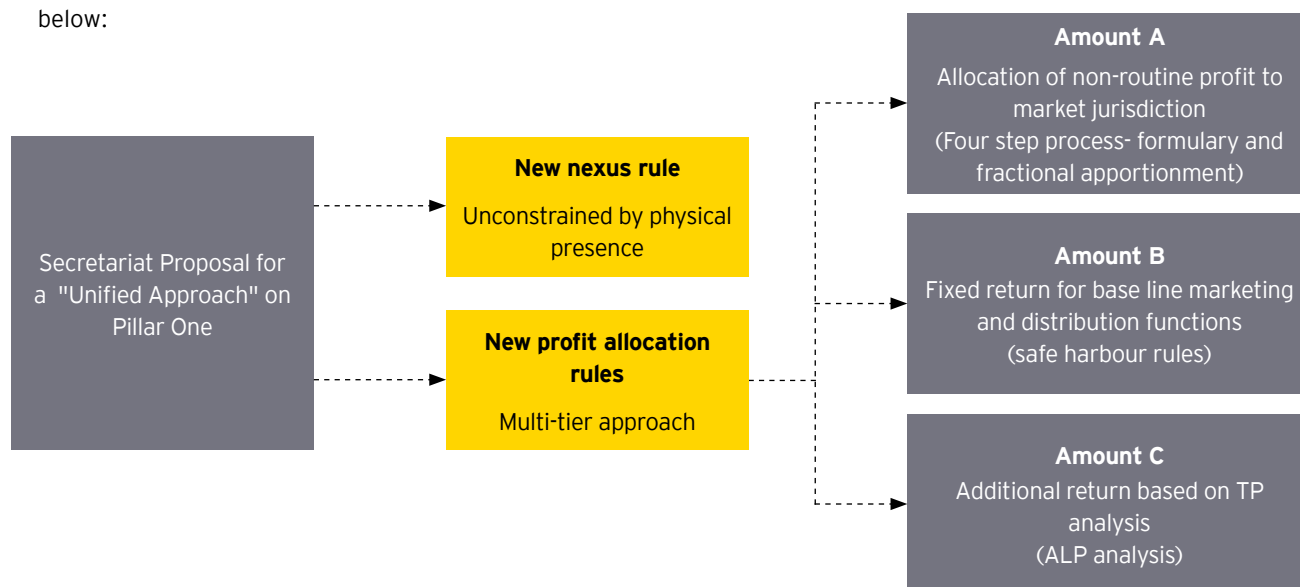 below:
Secretariat Proposal for
a "Unified Approach" on
Pillar One
New nexus rule
Unconstrained by physical
presence
New profit allocation
rules
Multi-tier approach
Amount A
Allocation of non-routine profit to
market jurisdiction
(Four step process- formulary and
fractional apportionment)
Amount B
Fixed return for base line marketing
and distribution functions
(safe harbour rules)
Amount C
Additional return based on TP
analysis
(ALP analysis)